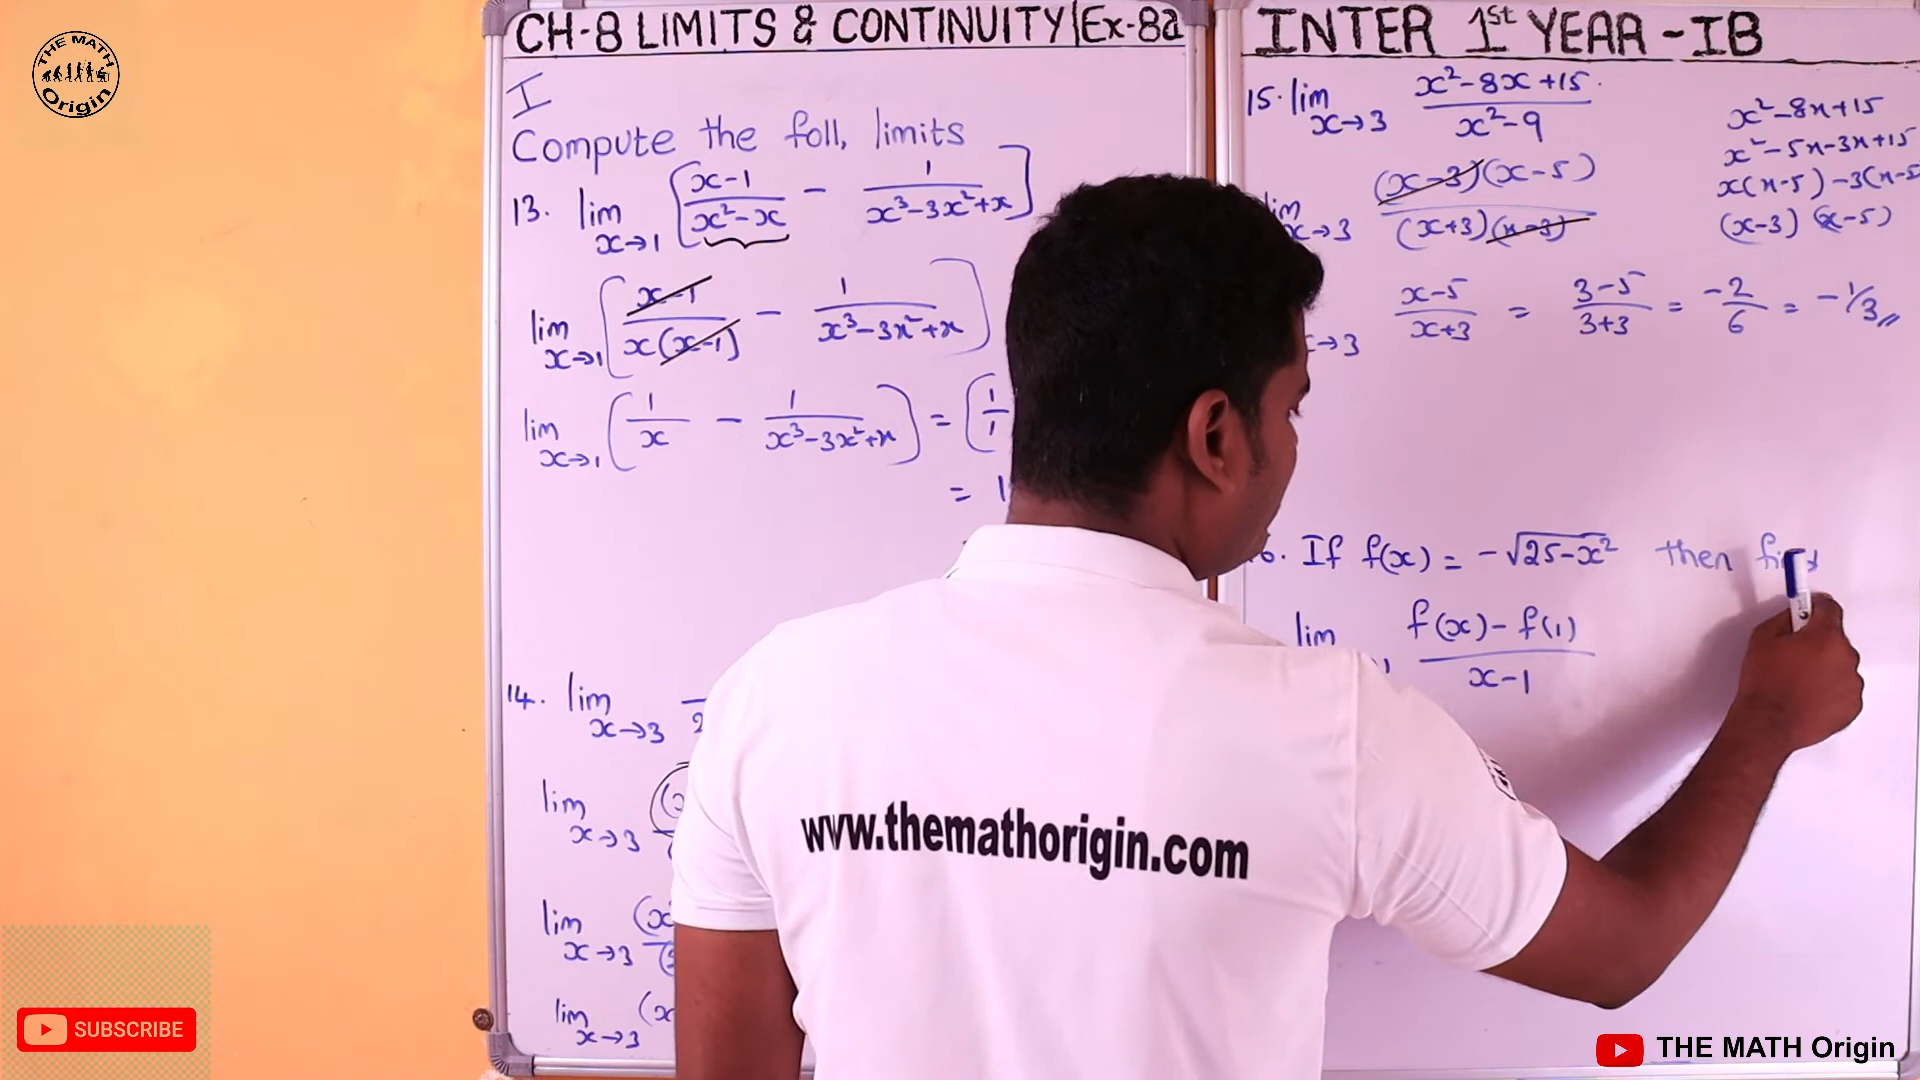 THE MATH
Origin
CH-8 LIMITS & CONTINUITY | Ex-8a
I
Compute the foll. limits
13. lim x→1 [ (x-1)/(x²-x) - 1/(x³-3x²+x) ]
lim x→1 [ (x-1)/(x(x-1)) - 1/(x³-3x²+x) ]
lim x→1 ( 1/x - 1/(x³-3x²+x) ) = ( 1/1
= 1
14. lim x→3
lim x→3
lim x→3
lim x→3
INTER 1st YEAR - IB
15. lim x→3 (x²-8x+15)/(x²-9)
lim x→3 ((x-3)(x-5))/((x+3)(x-3))
x→3 (x-5)/(x+3) = (3-5)/(3+3) = -2/6 = -1/3
x²-8x+15
x²-5x-3x+15
x(x-5)-3(x-5
(x-3) (x-5)
6. If f(x) = -√25-x² then find
lim (f(x)-f(1))/(x-1)
www.themathorigin.com
SUBSCRIBE
THE MATH Origin